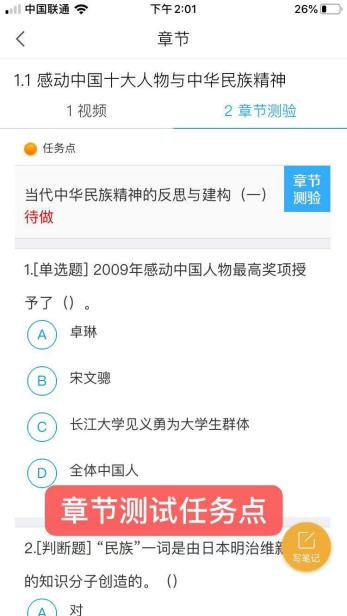 中国联通 下午2:01 26%
章节
1.1 感动中国十大人物与中华民族精神
1 视频 2 章节测验
任务点
当代中华民族精神的反思与建构（一）
待做
章节
测验
1.[单选题] 2009年感动中国人物最高奖项授
予了（）。
A 卓琳
B 宋文骢
C 长江大学见义勇为大学生群体
D 全体中国人
章节测试任务点
2.[判断题] “民族”一词是由日本明治维新
的知识分子创造的。（）
写笔记
A 对